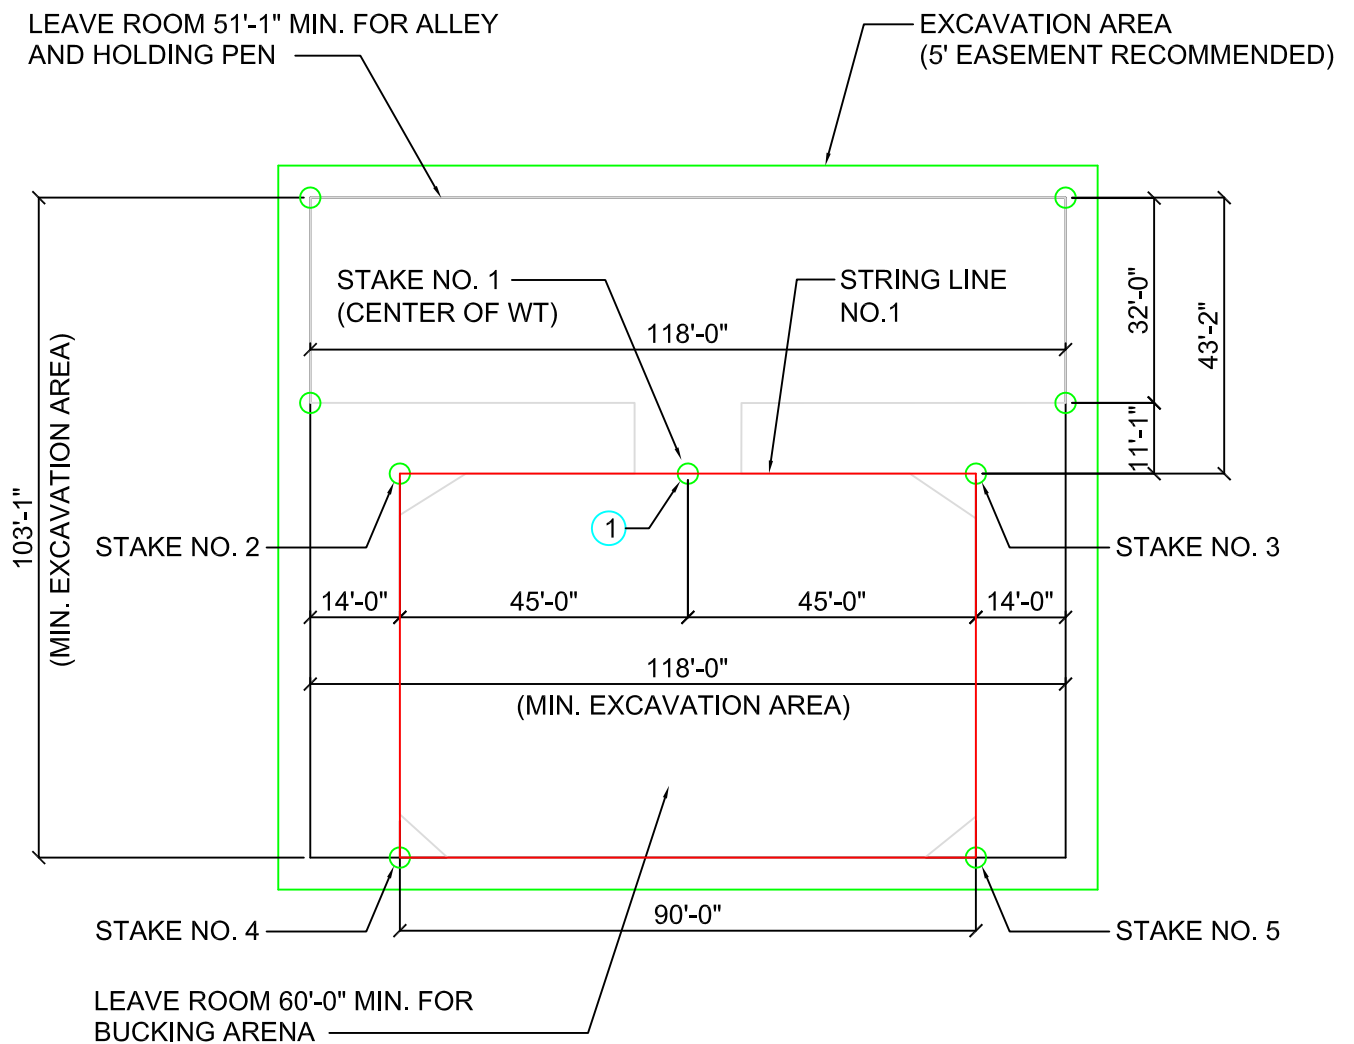 LEAVE ROOM 51'-1" MIN. FOR ALLEY
AND HOLDING PEN
EXCAVATION AREA
(5' EASEMENT RECOMMENDED)
STAKE NO. 1
(CENTER OF WT)
STRING LINE
NO.1
118'-0"
32'-0"
43'-2"
11'-1"
103'-1"
(MIN. EXCAVATION AREA)
1
STAKE NO. 2
STAKE NO. 3
14'-0"
45'-0"
45'-0"
14'-0"
118'-0"
(MIN. EXCAVATION AREA)
90'-0"
STAKE NO. 4
STAKE NO. 5
LEAVE ROOM 60'-0" MIN. FOR
BUCKING ARENA